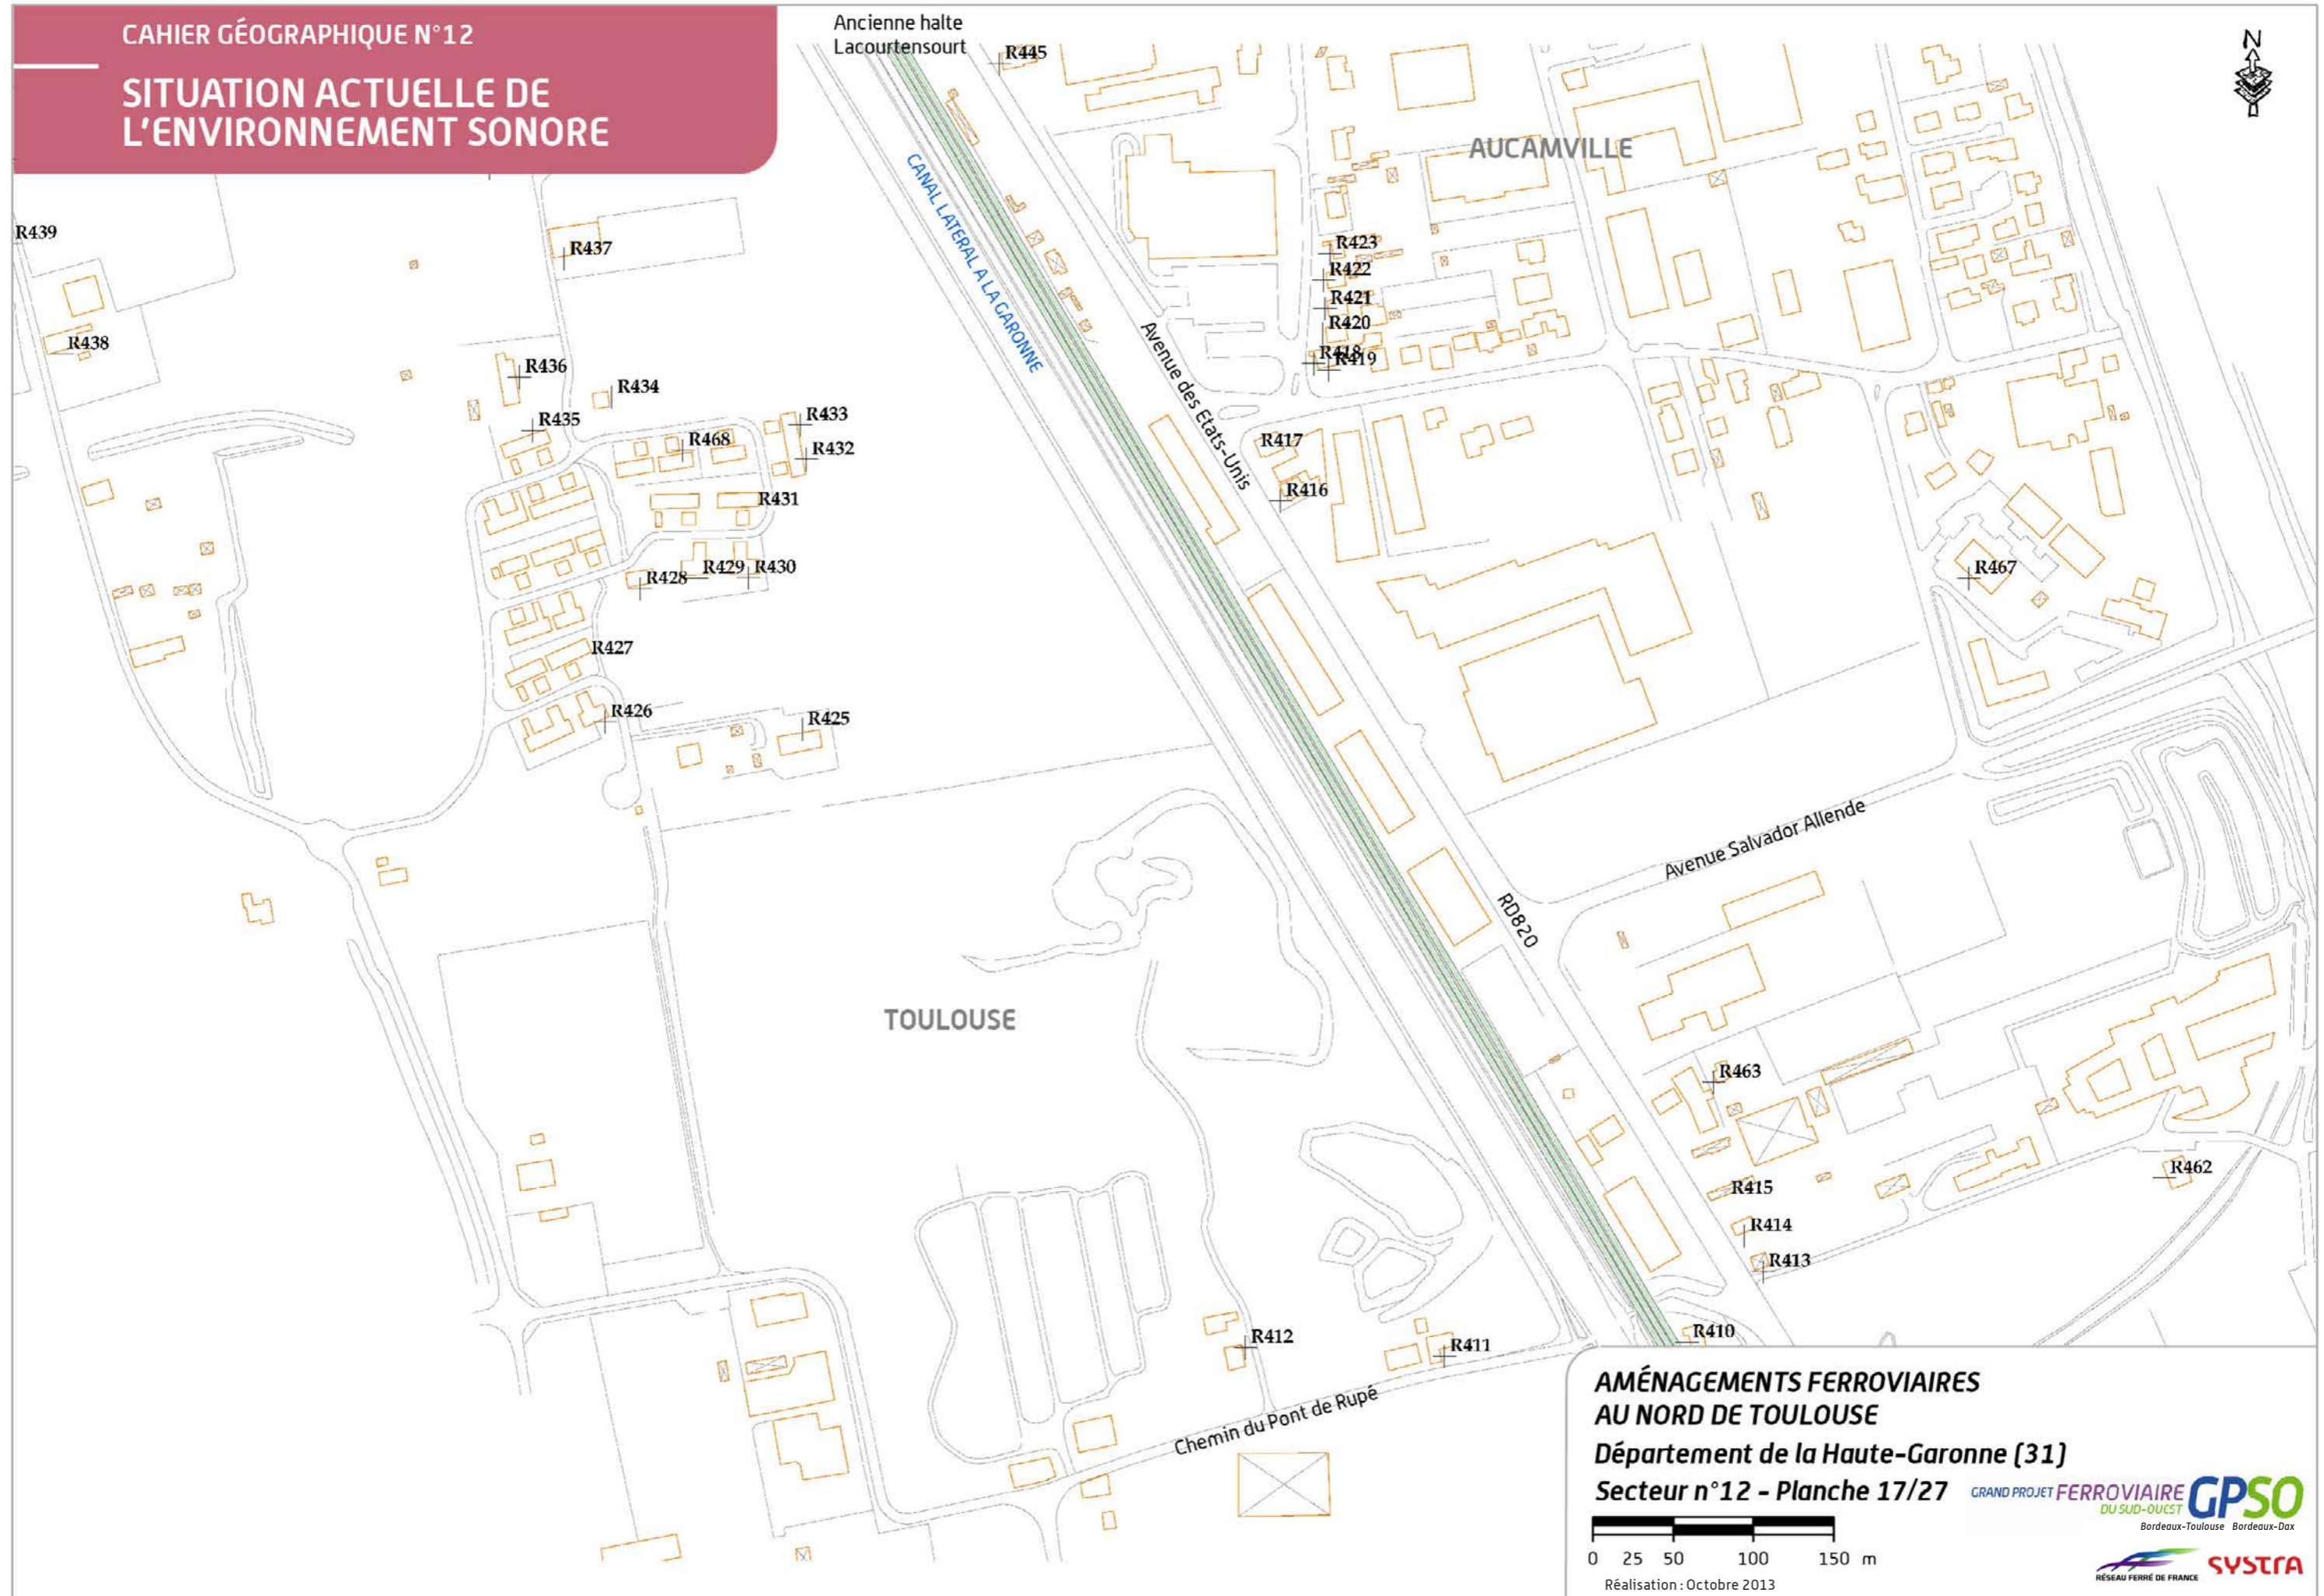 CAHIER GÉOGRAPHIQUE N°12
SITUATION ACTUELLE DE
L'ENVIRONNEMENT SONORE
Ancienne halte
Lacourtensourt
R445
N
AUCAMVILLE
CANAL LATERAL A LA GARONNE
R439
R437
R423
R422
R421
R420
R418
R419
R438
R436
R434
R435
R433
R468
R432
R431
Avenue des Etats-Unis
R417
R416
R428
R429
R430
R467
R427
R426
R425
Avenue Salvador Allende
RD820
TOULOUSE
R463
R462
R415
R414
R413
R412
R411
R410
Chemin du Pont de Rupé
AMÉNAGEMENTS FERROVIAIRES
AU NORD DE TOULOUSE
Département de la Haute-Garonne (31)
Secteur n°12 - Planche 17/27
GRAND PROJET FERROVIAIRE
DU SUD-OUEST
GPSO
Bordeaux-Toulouse Bordeaux-Dax
0 25 50 100 150 m
Réalisation : Octobre 2013
RÉSEAU FERRÉ DE FRANCE
SYSTRA